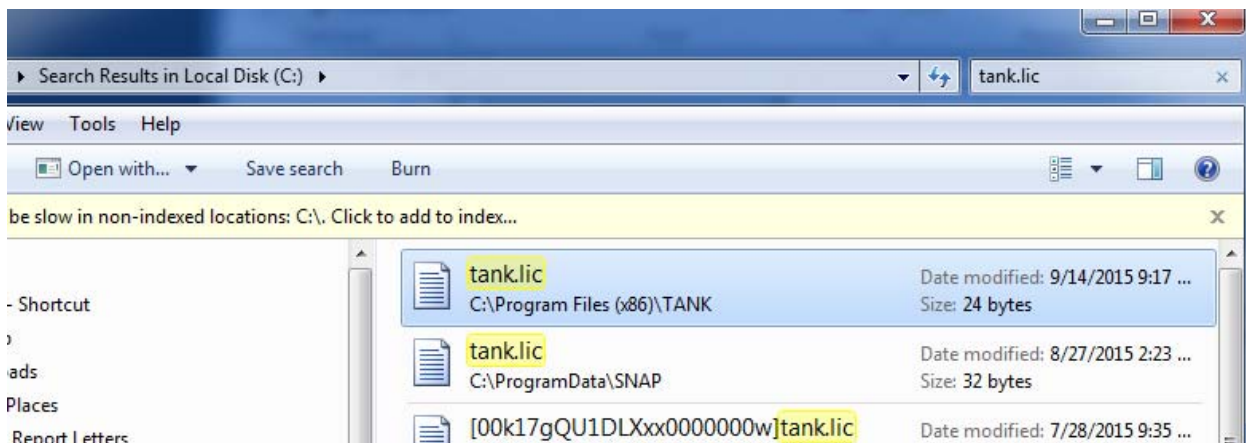 Search Results in Local Disk (C:)
tank.lic
View Tools Help
Open with... Save search Burn
be slow in non-indexed locations: C:\. Click to add to index...
tank.lic
Date modified: 9/14/2015 9:17 ...
C:\Program Files (x86)\TANK
Size: 24 bytes
- Shortcut
tank.lic
Date modified: 8/27/2015 2:23 ...
C:\ProgramData\SNAP
Size: 32 bytes
ads
Places
Report Letters
[00k17gQU1DLXxx0000000w]tank.lic
Date modified: 7/28/2015 9:35 ...